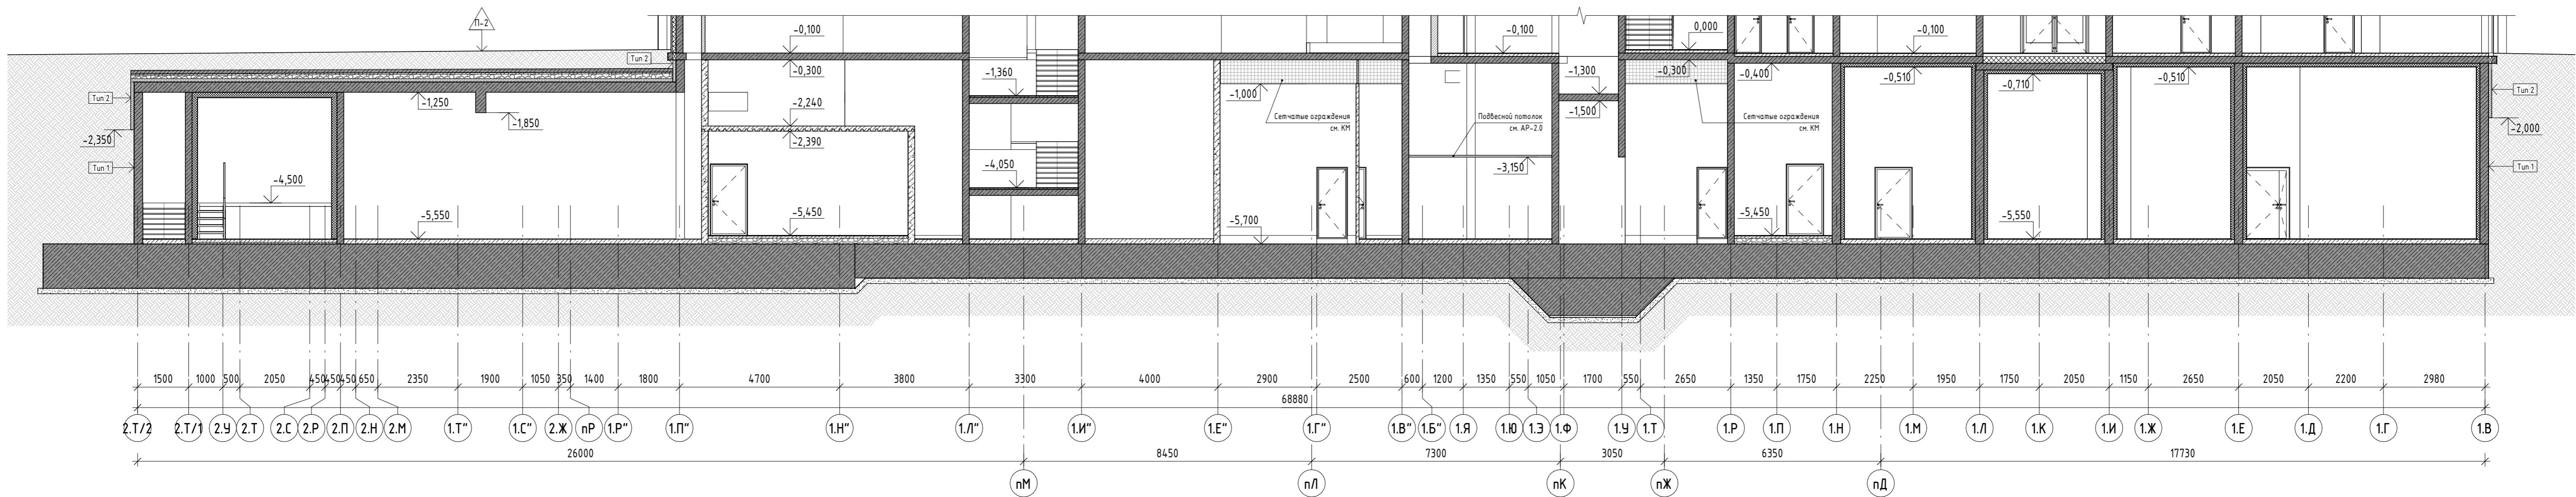 П-2
-0,100
-0,100
0,000
-0,100
Тип 2
-0,300
-1,360
-1,000
-1,300
-0,300
-0,400
-0,510
-0,710
-0,510
Тип 2
-1,250
-1,850
-2,240
-2,390
Сетчатые ограждения
см. КМ
Подвесной потолок
см. АР-2.0
-1,500
Сетчатые ограждения
см. КМ
Тип 2
-2,350
-2,000
Тип 1
-4,500
-4,050
-3,150
Тип 1
-5,550
-5,450
-5,700
-5,450
-5,550
1500 1000 500 2050 450 450 450 650 2350 1900 1050 350 1400 1800 4700 3800 3300 4000 2900 2500 600 1200 1350 550 1050 1700 550 2650 1350 1750 2250 1950 1750 2050 1150 2650 2050 2200 2980
68880
2.Т/2 2.Т/1 2.У 2.Т 2.С 2.Р 2.П 2.Н 2.М 1.Т" 1.С" 2.Ж пР 1.Р" 1.П" 1.Н" 1.Л" 1.И" 1.Е" 1.Г" 1.В" 1.Б" 1.Я 1.Ю 1.Э 1.Ф 1.У 1.Т 1.Р 1.П 1.Н 1.М 1.Л 1.К 1.И 1.Ж 1.Е 1.Д 1.Г 1.В
26000 8450 7300 3050 6350 17730
пМ пЛ пК пЖ пД